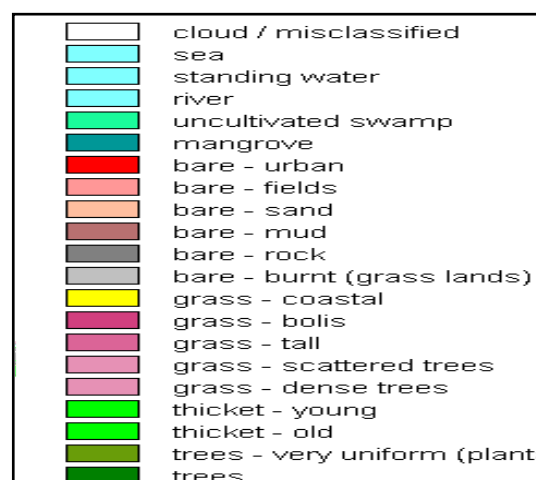 cloud / misclassified
sea
standing water
river
uncultivated swamp
mangrove
bare - urban
bare - fields
bare - sand
bare - mud
bare - rock
bare - burnt (grass lands)
grass - coastal
grass - bolis
grass - tall
grass - scattered trees
grass - dense trees
thicket - young
thicket - old
trees - very uniform (plant
trees